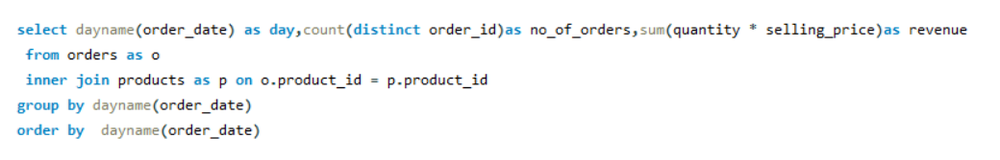 select dayname(order_date) as day,count(distinct order_id)as no_of_orders,sum(quantity * selling_price)as revenue
from orders as o
inner join products as p on o.product_id = p.product_id
group by dayname(order_date)
order by  dayname(order_date)